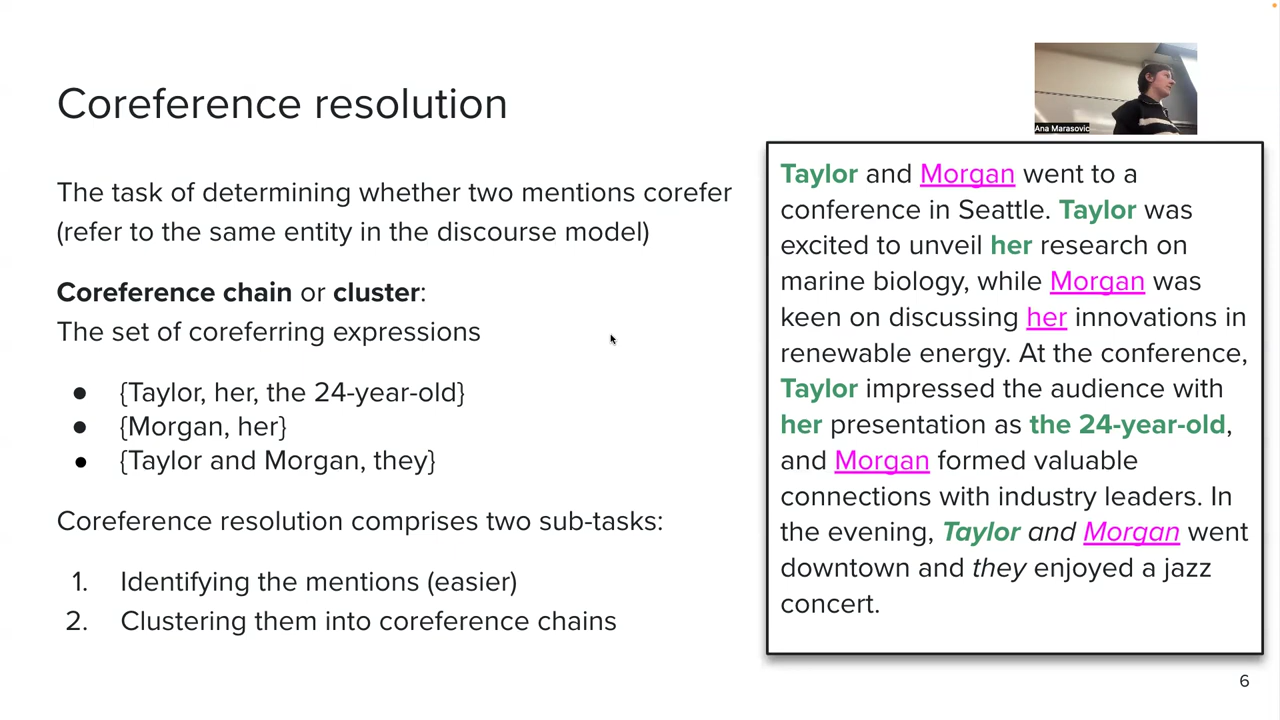 Coreference resolution
Ana Marasovic
The task of determining whether two mentions corefer
(refer to the same entity in the discourse model)
Coreference chain or cluster:
The set of coreferring expressions
● {Taylor, her, the 24-year-old}
● {Morgan, her}
● {Taylor and Morgan, they}
Coreference resolution comprises two sub-tasks:
1. Identifying the mentions (easier)
2. Clustering them into coreference chains
Taylor and Morgan went to a
conference in Seattle. Taylor was
excited to unveil her research on
marine biology, while Morgan was
keen on discussing her innovations in
renewable energy. At the conference,
Taylor impressed the audience with
her presentation as the 24-year-old,
and Morgan formed valuable
connections with industry leaders. In
the evening, Taylor and Morgan went
downtown and they enjoyed a jazz
concert.
6